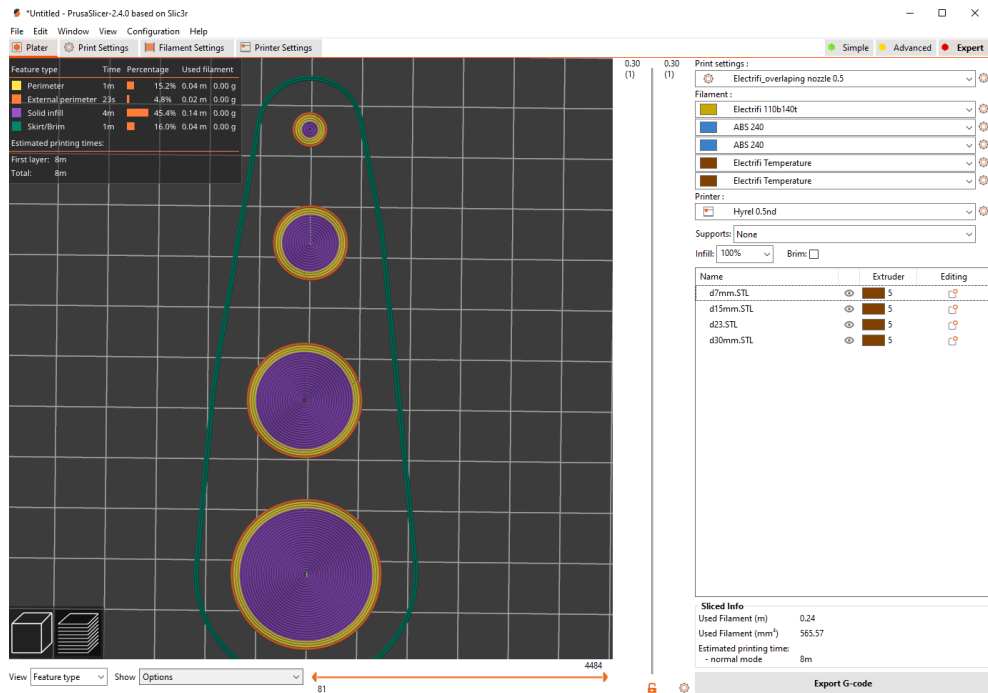 *Untitled - PrusaSlicer-2.4.0 based on Slic3r
File Edit Window View Configuration Help
Plater Print Settings Filament Settings Printer Settings Simple Advanced Expert
Feature type Time Percentage Used filament
Perimeter 1m 15.2% 0.04 m 0.00 g
External perimeter 23s 4.8% 0.02 m 0.00 g
Solid infill 4m 45.4% 0.14 m 0.00 g
Skirt/Brim 1m 16.0% 0.04 m 0.00 g
Estimated printing times:
First layer: 8m
Total: 8m
0.30 0.30
(1) (1)
Print settings :
Electrifi_overlaping nozzle 0.5
Filament :
Electrifi 110b140t
ABS 240
ABS 240
Electrifi Temperature
Electrifi Temperature
Printer :
Hyrel 0.5nd
Supports: None
Infill: 100% Brim:
Name Extruder Editing
d7mm.STL 5
d15mm.STL 5
d23.STL 5
d30mm.STL 5
Sliced Info
Used Filament (m) 0.24
Used Filament (mm³) 565.57
Estimated printing time:
- normal mode 8m
Export G-code
View Feature type Show Options
4484
81